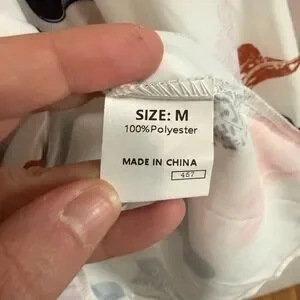 SIZE: M
100%Polyester
MADE IN CHINA
467